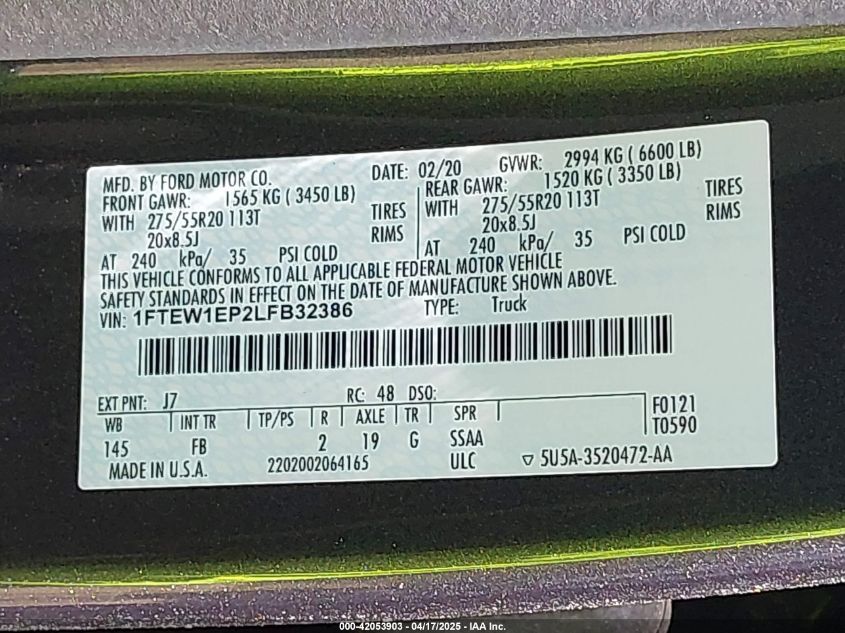 MFD. BY FORD MOTOR CO. DATE: 02/20 GVWR: 2994 KG ( 6600 LB)
FRONT GAWR: 1565 KG ( 3450 LB) REAR GAWR: 1520 KG ( 3350 LB)
WITH 275/55R20 113T TIRES WITH 275/55R20 113T TIRES
20x8.5J RIMS 20x8.5J RIMS
AT 240 kPa/ 35 PSI COLD AT 240 kPa/ 35 PSI COLD
THIS VEHICLE CONFORMS TO ALL APPLICABLE FEDERAL MOTOR VEHICLE
SAFETY STANDARDS IN EFFECT ON THE DATE OF MANUFACTURE SHOWN ABOVE.
VIN: 1FTEW1EP2LFB32386 TYPE: Truck
EXT PNT: J7 RC: 48 DSO:
WB INT TR TP/PS R AXLE TR SPR F0121
145 FB 2 19 G SSAA T0590
MADE IN U.S.A. 2202002064165 ULC ▽ 5U5A-3520472-AA
000-42053903 - 04/17/2025 - IAA Inc.